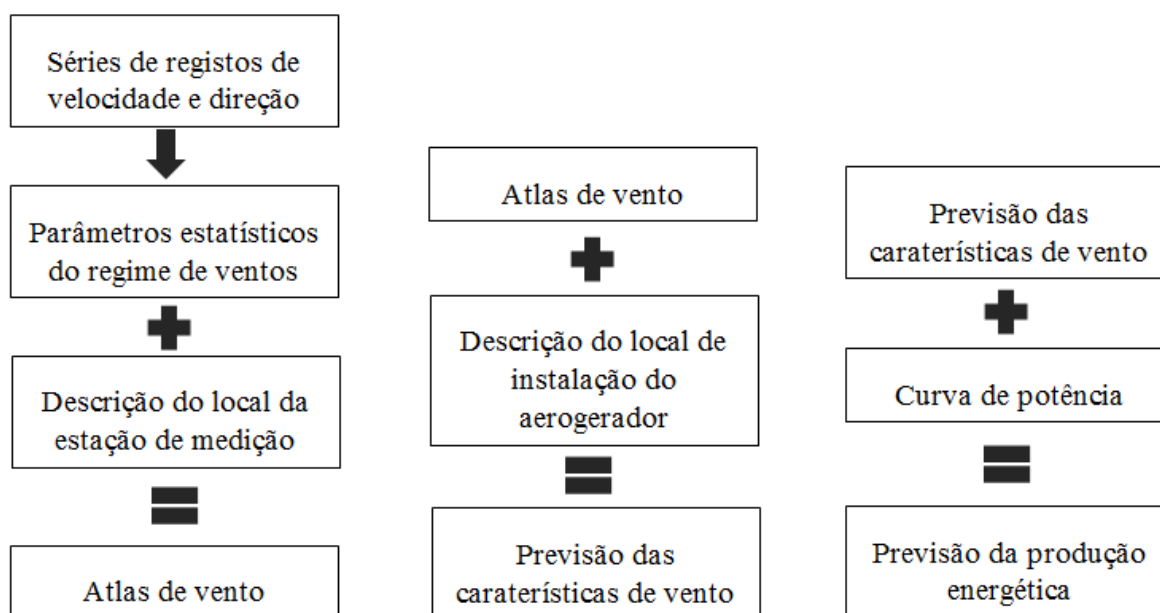 Séries de registos de
velocidade e direção
Parâmetros estatísticos
do regime de ventos
Descrição do local da
estação de medição
Atlas de vento
Atlas de vento
Descrição do local de
instalação do
aerogerador
Previsão das
caraterísticas de vento
Previsão das
caraterísticas de vento
Curva de potência
Previsão da produção
energética